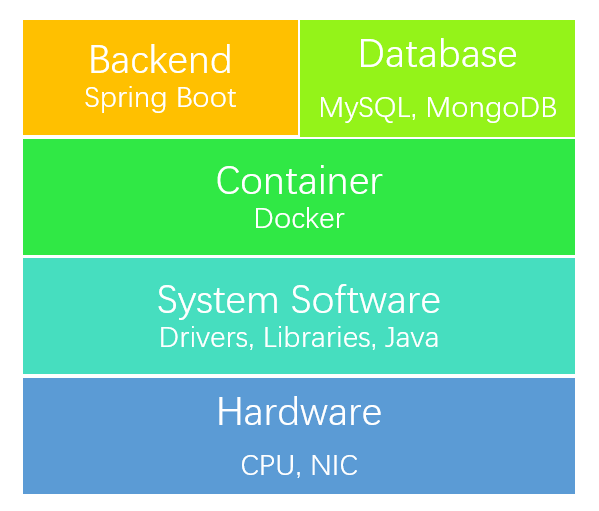 Backend
Spring Boot
Database
MySQL, MongoDB
Container
Docker
System Software
Drivers, Libraries, Java
Hardware
CPU, NIC